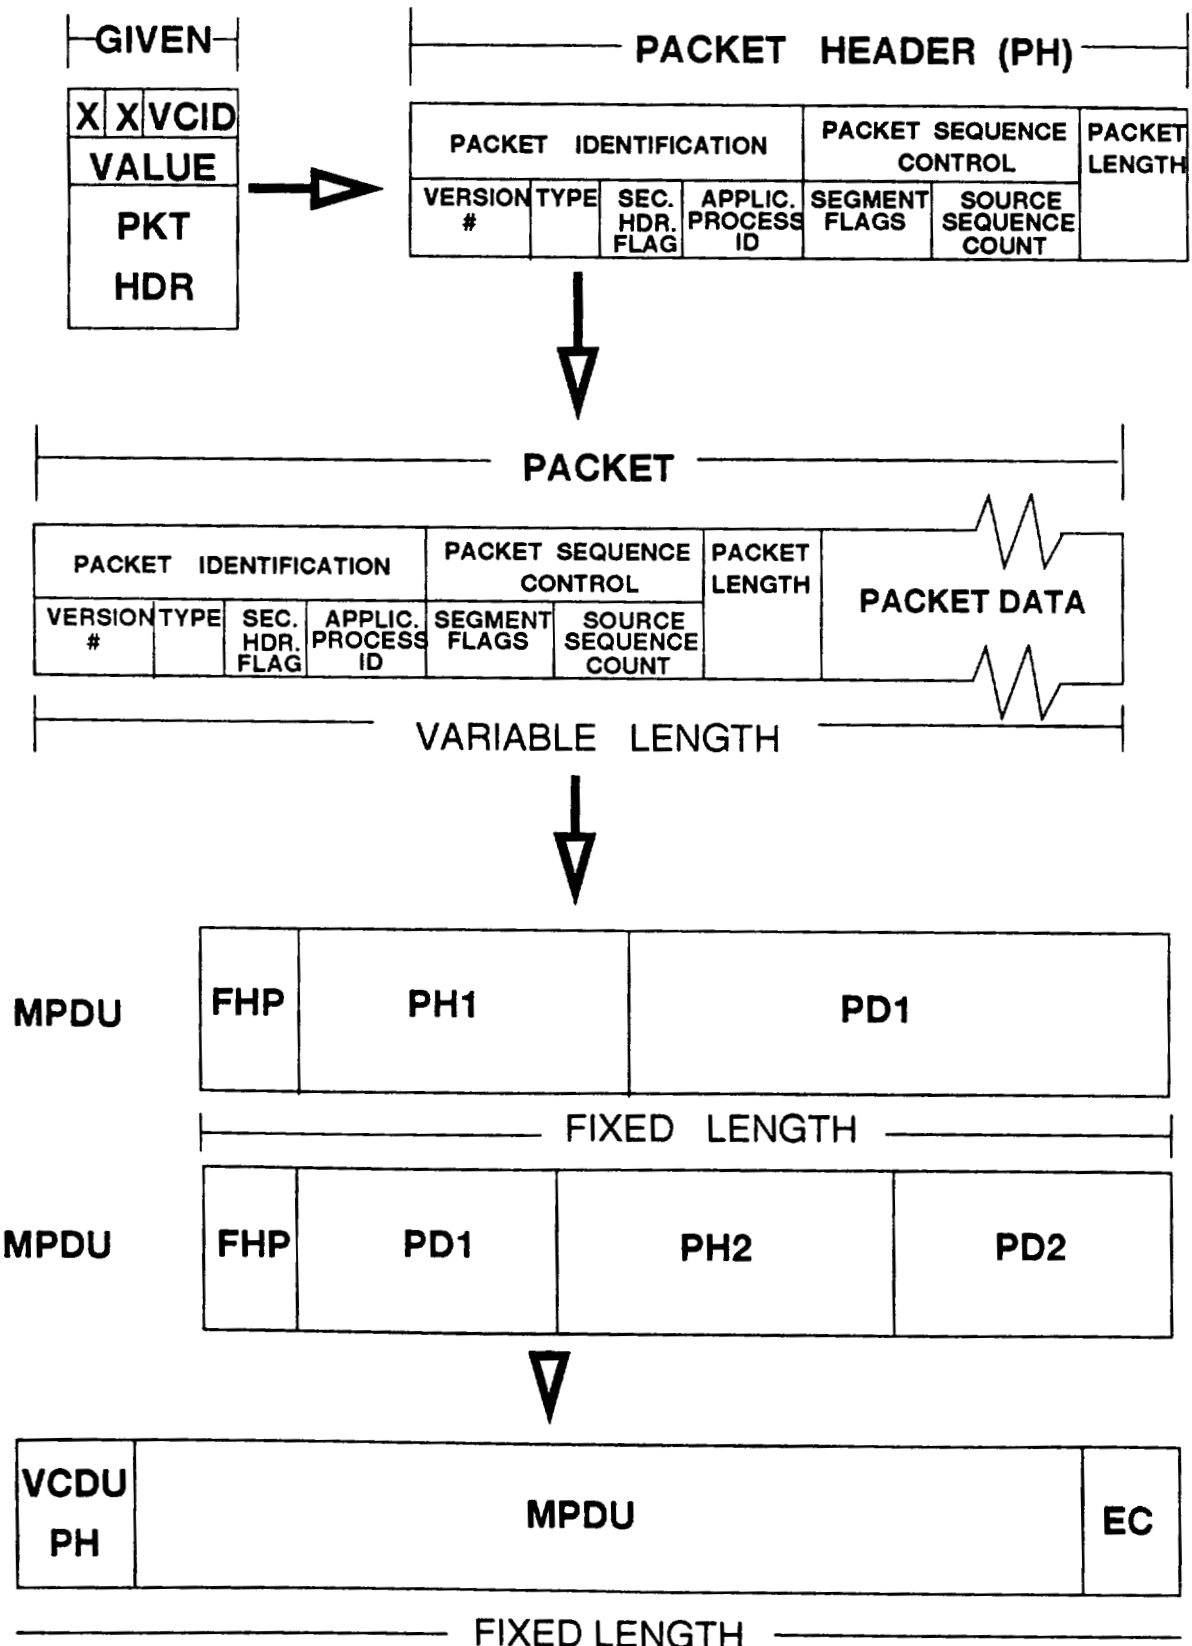 GIVEN
X X VCID
VALUE
PKT
HDR
PACKET HEADER (PH)
PACKET IDENTIFICATION
PACKET SEQUENCE
CONTROL
PACKET
LENGTH
VERSION
#
TYPE
SEC.
HDR.
FLAG
APPLIC.
PROCESS
ID
SEGMENT
FLAGS
SOURCE
SEQUENCE
COUNT
PACKET
PACKET IDENTIFICATION
PACKET SEQUENCE
CONTROL
PACKET
LENGTH
PACKET DATA
VERSION
#
TYPE
SEC.
HDR.
FLAG
APPLIC.
PROCESS
ID
SEGMENT
FLAGS
SOURCE
SEQUENCE
COUNT
VARIABLE LENGTH
MPDU
FHP
PH1
PD1
FIXED LENGTH
MPDU
FHP
PD1
PH2
PD2
VCDU
PH
MPDU
EC
FIXED LENGTH